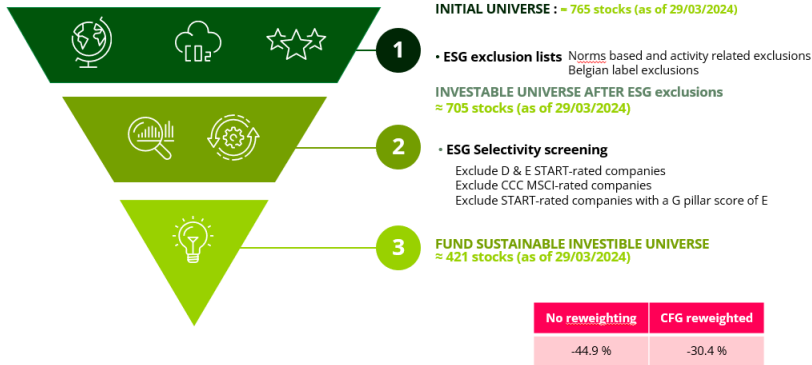 INITIAL UNIVERSE : ≈ 765 stocks (as of 29/03/2024)
CO2
1
• ESG exclusion lists Norms based and activity related exclusions
Belgian label exclusions
INVESTABLE UNIVERSE AFTER ESG exclusions
≈ 705 stocks (as of 29/03/2024)
2
• ESG Selectivity screening
Exclude D & E START-rated companies
Exclude CCC MSCI-rated companies
Exclude START-rated companies with a G pillar score of E
3
FUND SUSTAINABLE INVESTIBLE UNIVERSE
≈ 421 stocks (as of 29/03/2024)
No reweighting CFG reweighted
-44.9 % -30.4 %